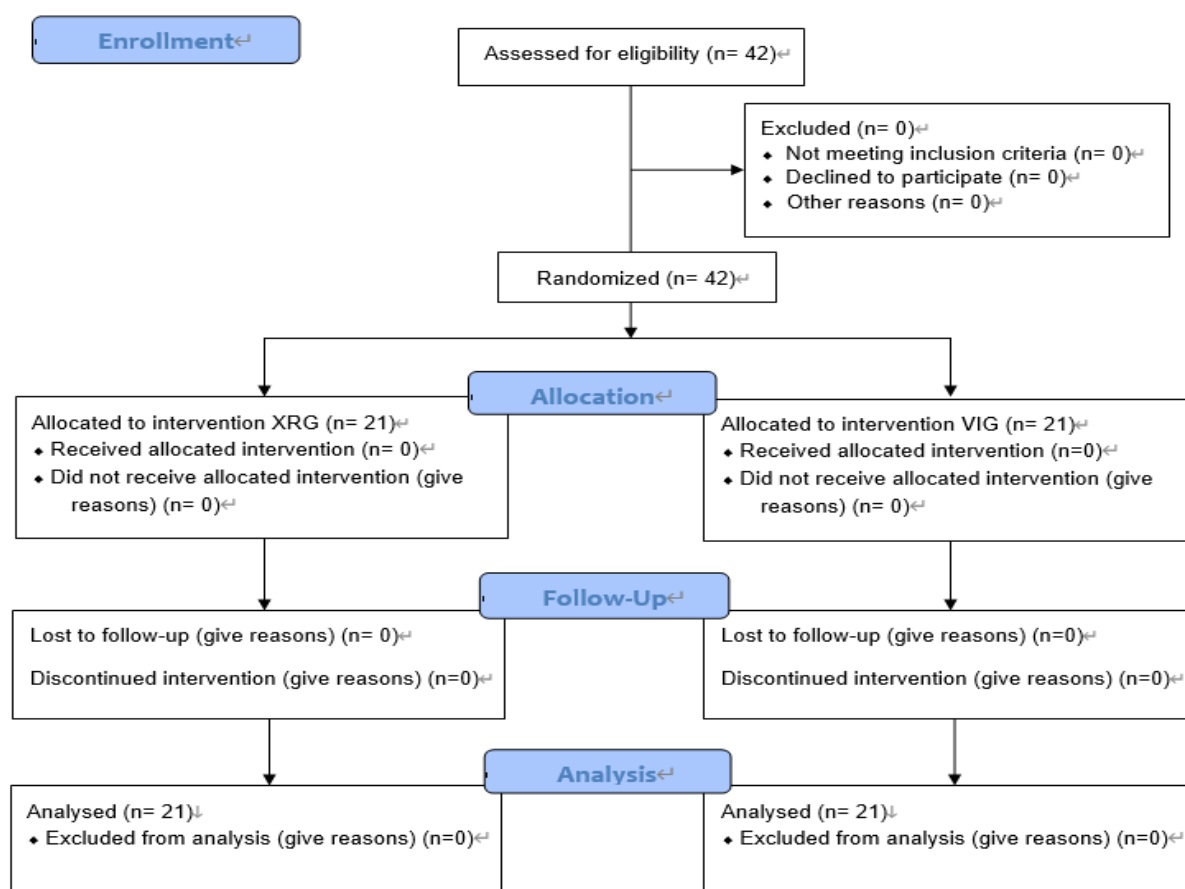 Enrollment↵
Assessed for eligibility (n= 42)↵
Excluded (n= 0)↵
⬥ Not meeting inclusion criteria (n= 0)↵
⬥ Declined to participate (n= 0)↵
⬥ Other reasons (n= 0)↵
Randomized (n= 42)↵
Allocation↵
Allocated to intervention XRG (n= 21)↵
⬥ Received allocated intervention (n= 0)↵
⬥ Did not receive allocated intervention (give
reasons) (n= 0)↵
Allocated to intervention VIG (n= 21)↵
⬥ Received allocated intervention (n=0)↵
⬥ Did not receive allocated intervention (give
reasons) (n= 0)↵
Follow-Up↵
Lost to follow-up (give reasons) (n= 0)↵
Discontinued intervention (give reasons) (n=0)↵
Lost to follow-up (give reasons) (n=0)↵
Discontinued intervention (give reasons) (n=0)↵
Analysis↵
Analysed (n= 21)↓
⬥ Excluded from analysis (give reasons) (n=0)↵
Analysed (n= 21)↓
⬥ Excluded from analysis (give reasons) (n=0)↵